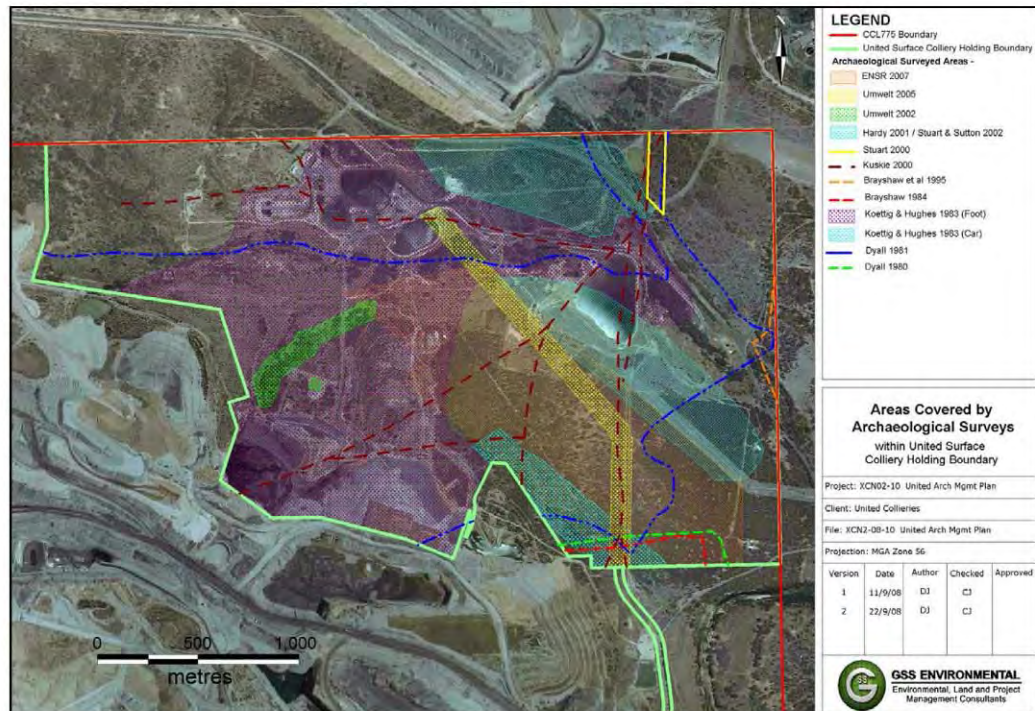 LEGEND
CCL775 Boundary
United Surface Colliery Holding Boundary
Archaeological Surveyed Areas -
ENSR 2007
Umwelt 2005
Umwelt 2002
Hardy 2001 / Stuart & Sutton 2002
Stuart 2000
Kuskie 2000
Brayshaw et al 1995
Brayshaw 1984
Koettig & Hughes 1983 (Foot)
Koettig & Hughes 1983 (Car)
Dyall 1981
Dyall 1980
0 500 1,000
metres
Areas Covered by
Archaeological Surveys
within United Surface
Colliery Holding Boundary
Project: XCN02-10 United Arch Mgmt Plan
Client: United Collieries
File: XCN2-08-10 United Arch Mgmt Plan
Projection: MGA Zone 56
Version Date Author Checked Approved
1 11/9/08 DJ CJ
2 22/9/08 DJ CJ
GSS
GSS ENVIRONMENTAL
Environmental, Land and Project
Management Consultants